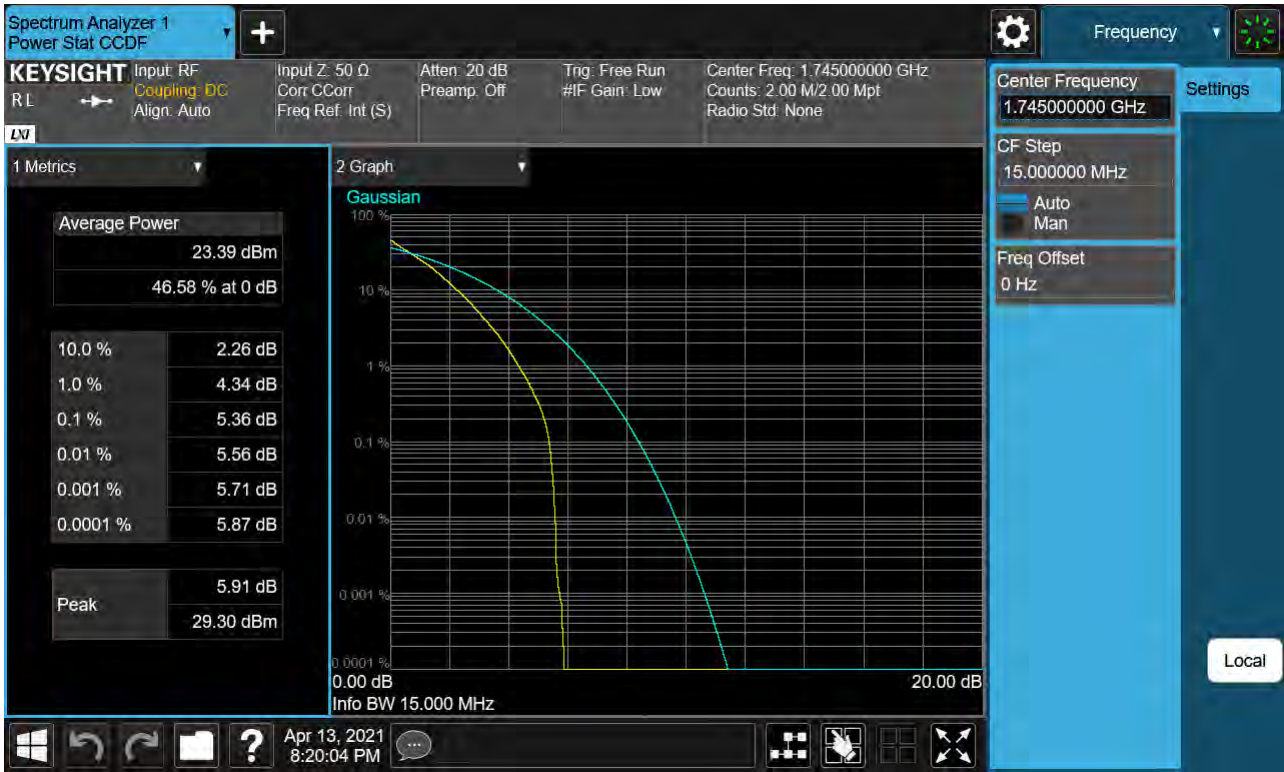 Spectrum Analyzer 1
Power Stat CCDF
+
Frequency
KEYSIGHT
R L
LXI
Input: RF
Coupling: DC
Align: Auto
Input Z: 50 Ω
Corr CCorr
Freq Ref: Int (S)
Atten: 20 dB
Preamp: Off
Trig: Free Run
#IF Gain: Low
Center Freq: 1.745000000 GHz
Counts: 2.00 M/2.00 Mpt
Radio Std: None
1 Metrics
Average Power
23.39 dBm
46.58 % at 0 dB
10.0 % 2.26 dB
1.0 % 4.34 dB
0.1 % 5.36 dB
0.01 % 5.56 dB
0.001 % 5.71 dB
0.0001 % 5.87 dB
Peak
5.91 dB
29.30 dBm
2 Graph
Gaussian
100 %
10 %
1 %
0.1 %
0.01 %
0.001 %
0.0001 %
0.00 dB 20.00 dB
Info BW 15.000 MHz
Center Frequency
1.745000000 GHz
CF Step
15.000000 MHz
Auto
Man
Freq Offset
0 Hz
Settings
Local
?
Apr 13, 2021
8:20:04 PM